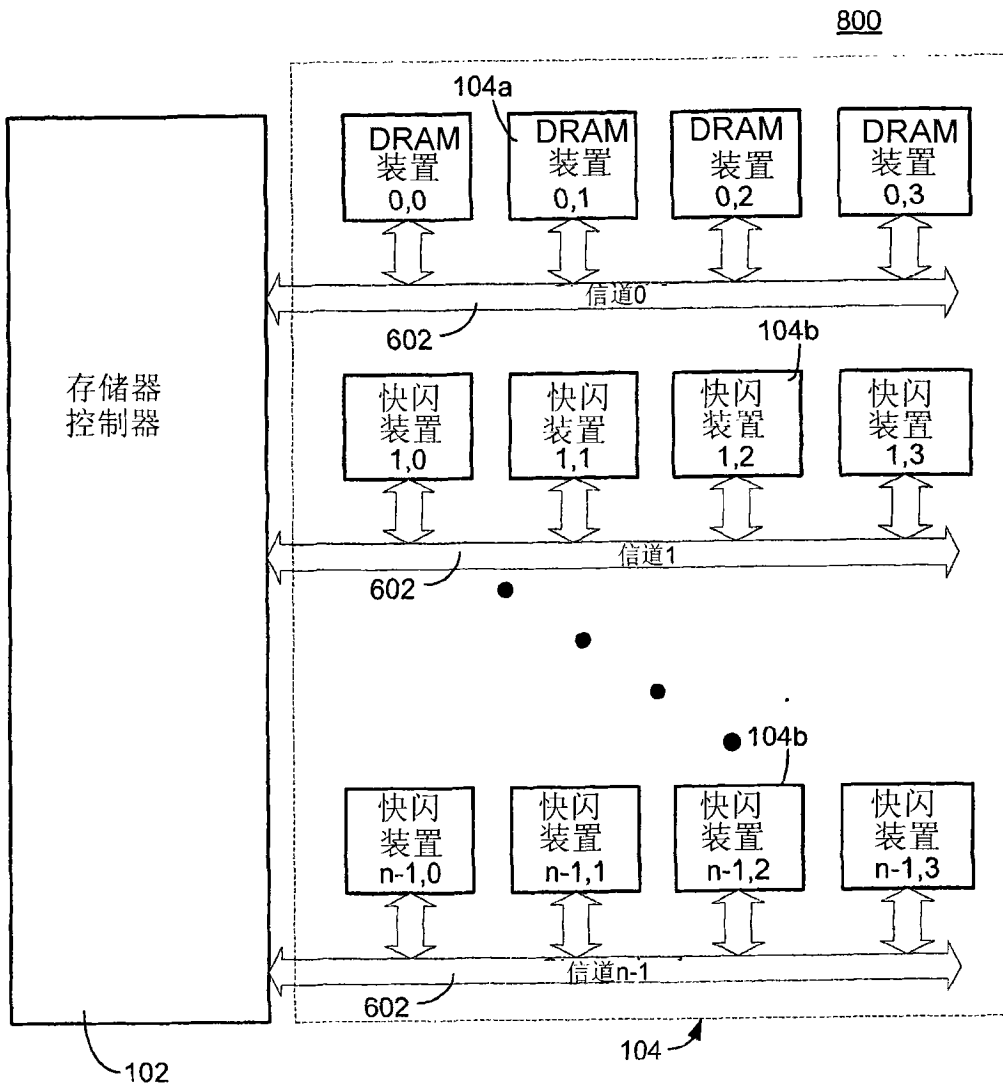 800
104a
DRAM
装置
0,0
DRAM
装置
0,1
DRAM
装置
0,2
DRAM
装置
0,3
信道0
602
104b
存储器
控制器
快闪
装置
1,0
快闪
装置
1,1
快闪
装置
1,2
快闪
装置
1,3
信道1
602
104b
快闪
装置
n-1,0
快闪
装置
n-1,1
快闪
装置
n-1,2
快闪
装置
n-1,3
信道n-1
602
104
102